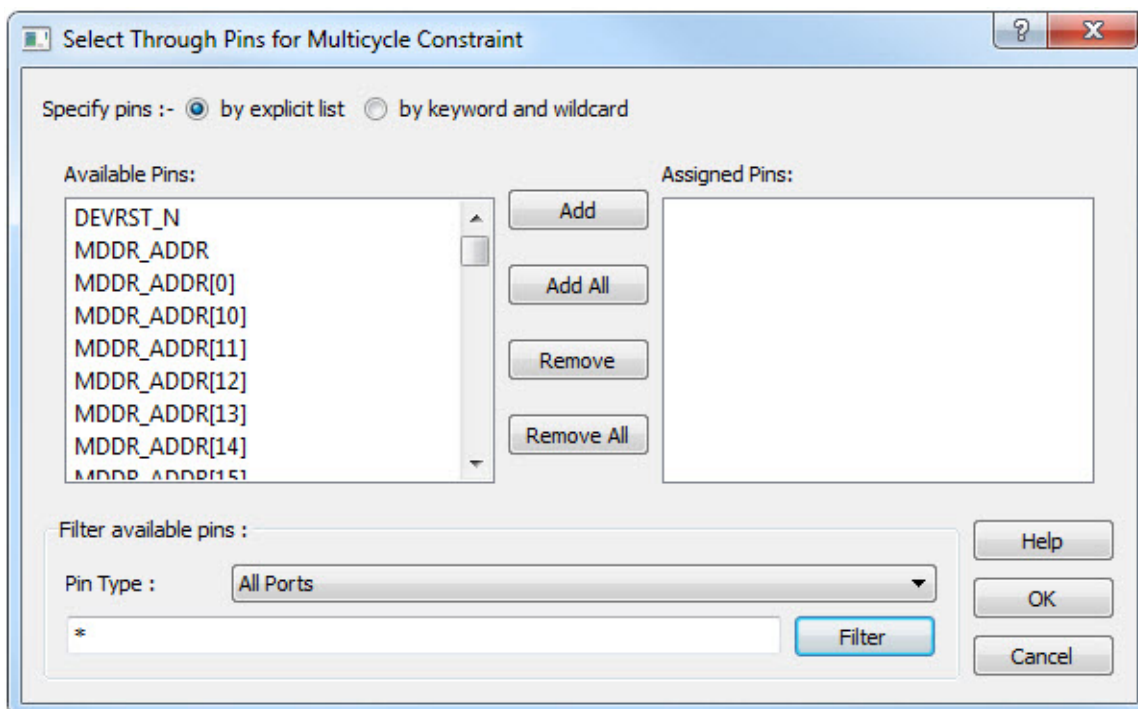 Select Through Pins for Multicycle Constraint
Specify pins :- by explicit list by keyword and wildcard
Available Pins:
Assigned Pins:
DEVRST_N
MDDR_ADDR
MDDR_ADDR[0]
MDDR_ADDR[10]
MDDR_ADDR[11]
MDDR_ADDR[12]
MDDR_ADDR[13]
MDDR_ADDR[14]
MDDR_ADDR[15]
Add
Add All
Remove
Remove All
Filter available pins :
Pin Type : All Ports
*
Filter
Help
OK
Cancel